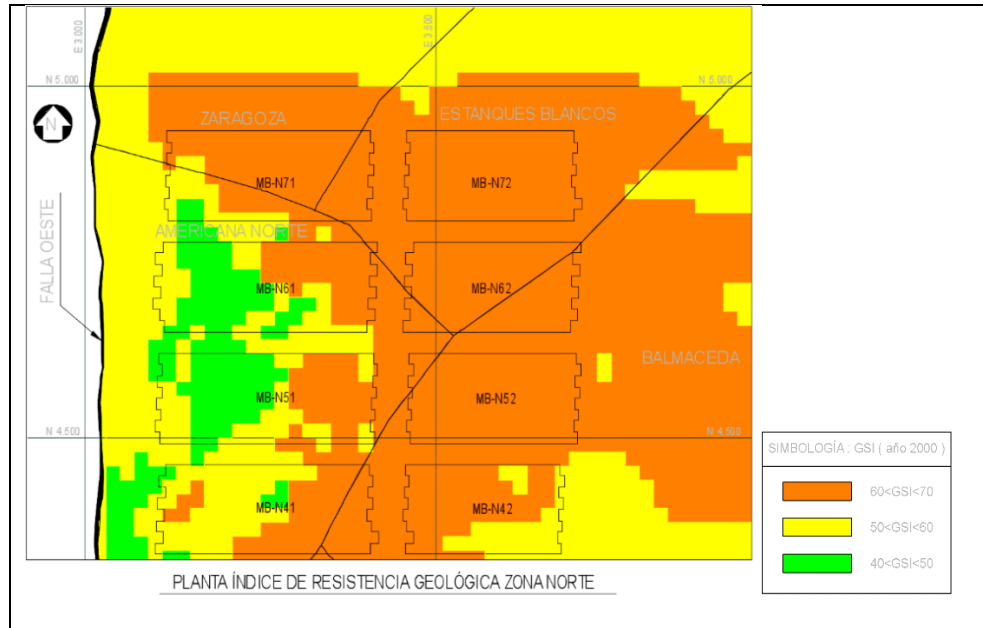 E 3.000
E 3.500
N 5.000
N 5.000
N
ZARAGOZA
ESTANQUES BLANCOS
MB-N71
MB-N72
AMERICANA NORTE
FALLA OESTE
MB-N61
MB-N62
BALMACEDA
MB-N51
MB-N52
N 4.500
N 4.500
MB-N41
MB-N42
SIMBOLOGÍA : GSI ( año 2000 )
60<GSI<70
50<GSI<60
40<GSI<50
PLANTA ÍNDICE DE RESISTENCIA GEOLÓGICA ZONA NORTE